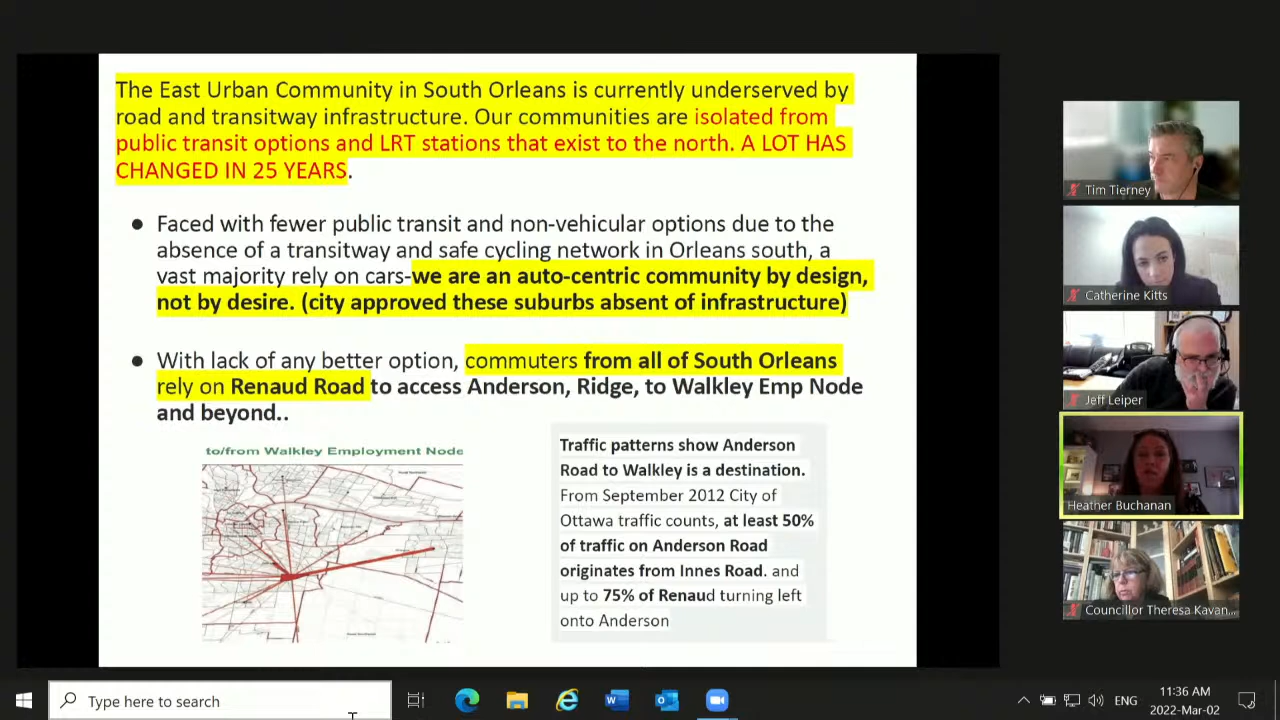 The East Urban Community in South Orleans is currently underserved by
road and transitway infrastructure. Our communities are isolated from
public transit options and LRT stations that exist to the north. A LOT HAS
CHANGED IN 25 YEARS.
● Faced with fewer public transit and non-vehicular options due to the
absence of a transitway and safe cycling network in Orleans south, a
vast majority rely on cars-we are an auto-centric community by design,
not by desire. (city approved these suburbs absent of infrastructure)
● With lack of any better option, commuters from all of South Orleans
rely on Renaud Road to access Anderson, Ridge, to Walkley Emp Node
and beyond..
to/from Walkley Employment Node
Traffic patterns show Anderson
Road to Walkley is a destination.
From September 2012 City of
Ottawa traffic counts, at least 50%
of traffic on Anderson Road
originates from Innes Road. and
up to 75% of Renaud turning left
onto Anderson
Tim Tierney
Catherine Kitts
Jeff Leiper
Heather Buchanan
Councillor Theresa Kavan...
Type here to search
ENG
11:36 AM
2022-Mar-02